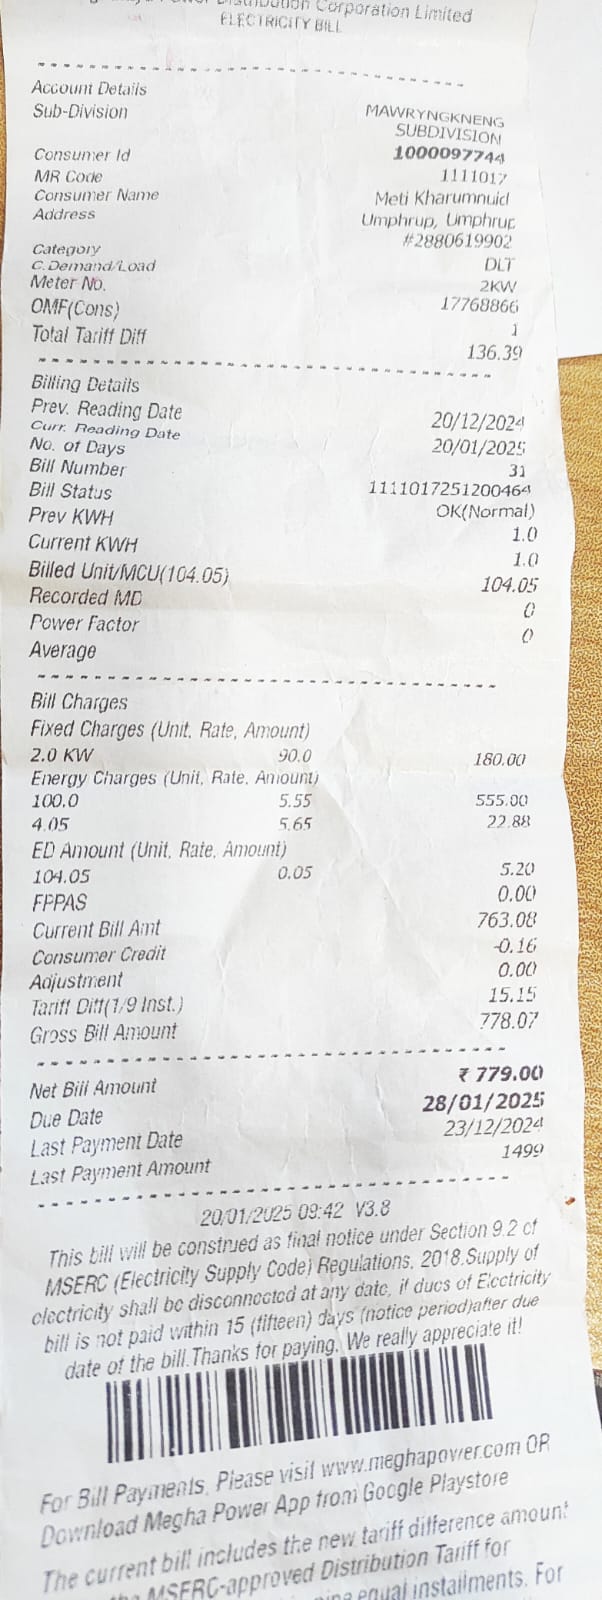 Distribution Corporation Limited
ELECTRICITY BILL
Account Details
Sub-Division MAWRYNGKNENG SUBDIVISION
Consumer Id 1000097744
MR Code 1111017
Consumer Name Meti Kharumnuid
Address Umphrup, Umphrup
#2880619902
Category DLT
C.Demand/Load 2KW
Meter No. 17768866
OMF(Cons) 1
Total Tariff Diff 136.39
Billing Details
Prev. Reading Date 20/12/2024
Curr. Reading Date 20/01/2025
No. of Days 31
Bill Number 1111017251200464
Bill Status OK(Normal)
Prev KWH 1.0
Current KWH 1.0
Billed Unit/MCU(104.05) 104.05
Recorded MD 0
Power Factor 0
Average
Bill Charges
Fixed Charges (Unit, Rate, Amount)
2.0 KW 90.0 180.00
Energy Charges (Unit, Rate, Amount)
100.0 5.55 555.00
4.05 5.65 22.88
ED Amount (Unit, Rate, Amount)
104.05 0.05 5.20
FPPAS 0.00
Current Bill Amt 763.08
Consumer Credit -0.16
Adjustment 0.00
Tariff Diff(1/9 Inst.) 15.15
Gross Bill Amount 778.07
Net Bill Amount ₹ 779.00
Due Date 28/01/2025
Last Payment Date 23/12/2024
Last Payment Amount 1499
20/01/2025 09:42 V3.8
This bill will be construed as final notice under Section 9.2 of
MSERC (Electricity Supply Code) Regulations, 2018.Supply of
electricity shall be disconnected at any date, if dues of Electricity
bill is not paid within 15 (fifteen) days (notice period)after due
date of the bill.Thanks for paying, We really appreciate it!
For Bill Payments, Please visit www.meghapower.com OR
Download Megha Power App from Google Playstore
The current bill includes the new tariff difference amount
MSERC-approved Distribution Tariff for
equal installments. For